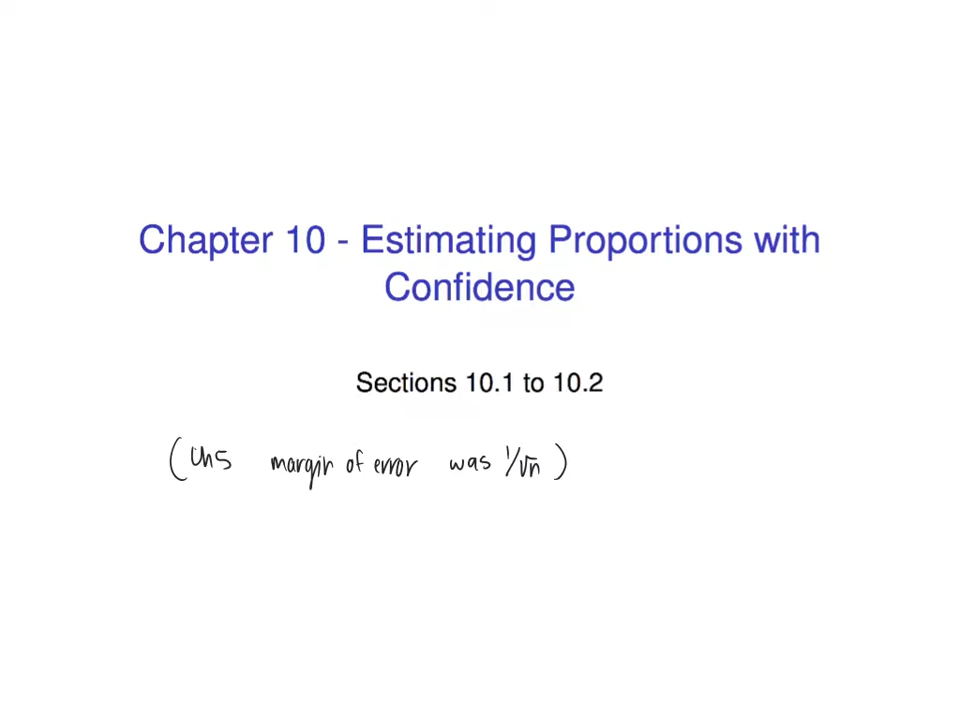 Chapter 10 - Estimating Proportions with
Confidence
Sections 10.1 to 10.2
(Ch5 margin of error was 1/√n)